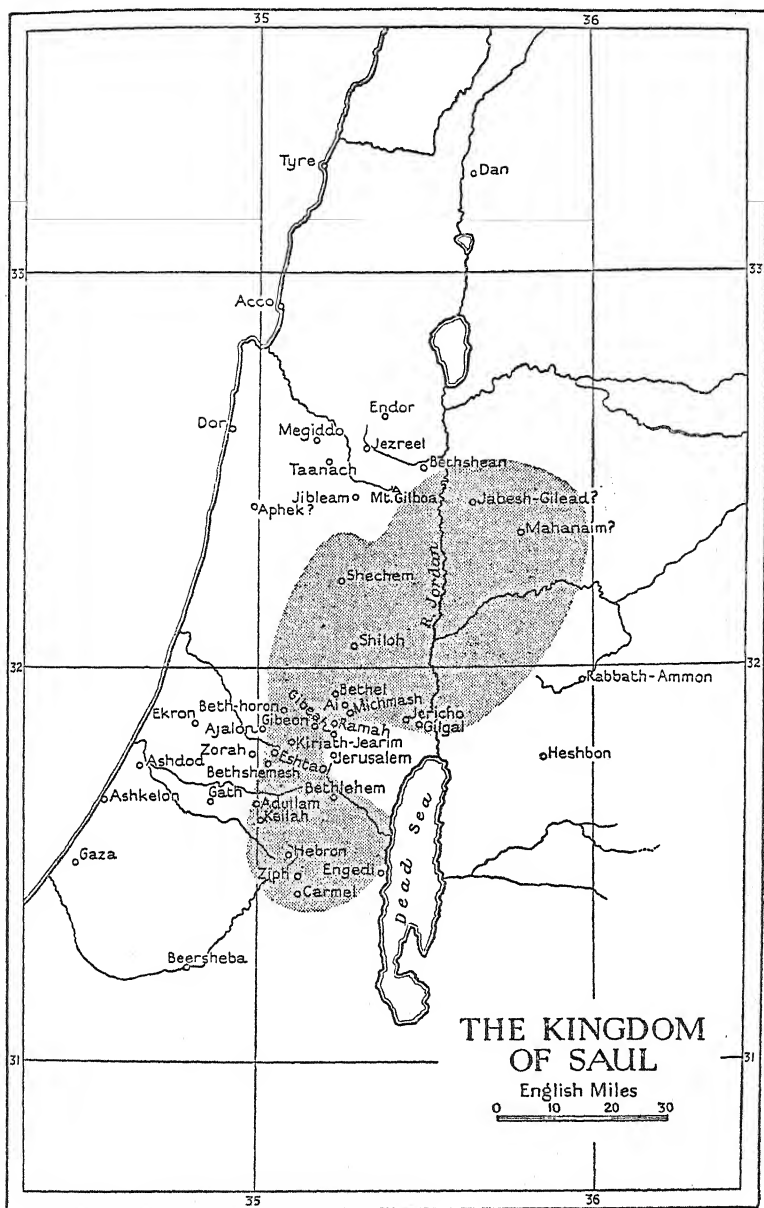 35 36
Tyre
Dan
33 33
Acco
Endor
Dor
Megiddo
Jezreel
Taanach
Bethshean
Jibleam
Mt. Gilboa
Jabesh-Gilead?
Aphek?
Mahanaim?
Shechem
R. Jordan
Shiloh
32 32
Rabbath-Ammon
Bethel
Ai
Michmash
Beth-horon
Gibeah
Jericho
Ekron
Gibeon
Ramah
Gilgal
Ajalon
Kirjath-Jearim
Zorah
Eshtaol
Jerusalem
Heshbon
Ashdod
Bethshemesh
Bethlehem
Ashkelon
Gath
Adullam
Keilah
Dead Sea
Gaza
Hebron
Ziph
Engedi
Carmel
Beersheba
THE KINGDOM
OF SAUL
31 31
English Miles
0 10 20 30
35 36